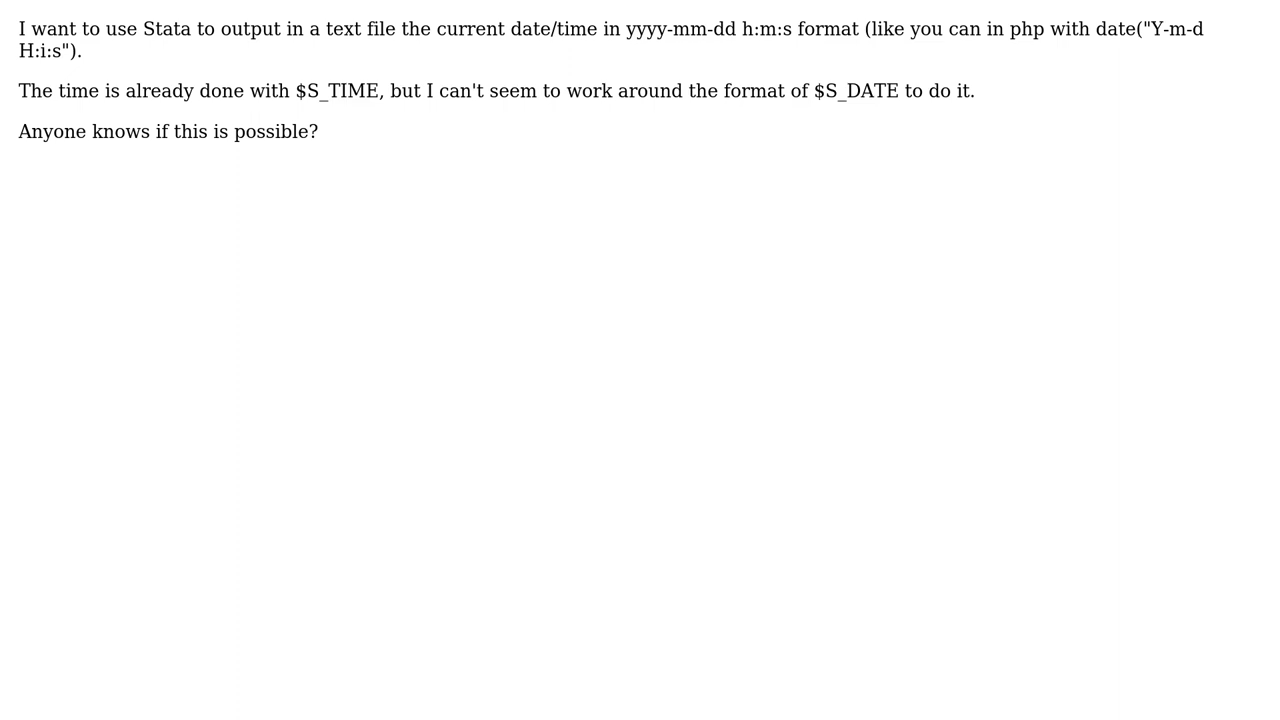 I want to use Stata to output in a text file the current date/time in yyyy-mm-dd h:m:s format (like you can in php with date("Y-m-d
H:i:s").
The time is already done with $S_TIME, but I can't seem to work around the format of $S_DATE to do it.
Anyone knows if this is possible?